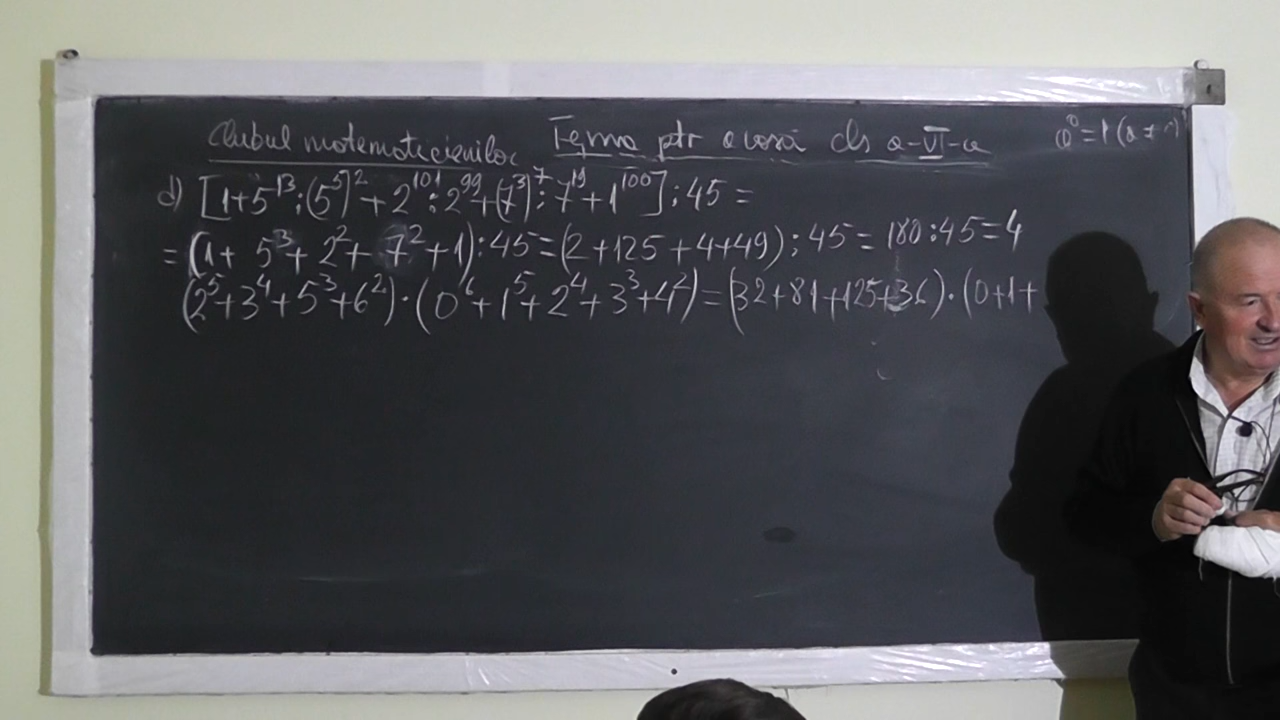 Clubul matematicienilor Tema ptr acasă cls a-VI-a a⁰=1(a≠
d) [1+5¹³:(5⁵)²+2¹⁰¹:2⁹⁹+(7³)⁷:7¹⁹+1¹⁰⁰]:45=
=(1+5³+2²+7²+1):45=(2+125+4+49):45=180:45=4
(2⁵+3⁴+5³+6²)·(0⁶+1⁵+2⁴+3³+4²)=(32+81+125+36)·(0+1+